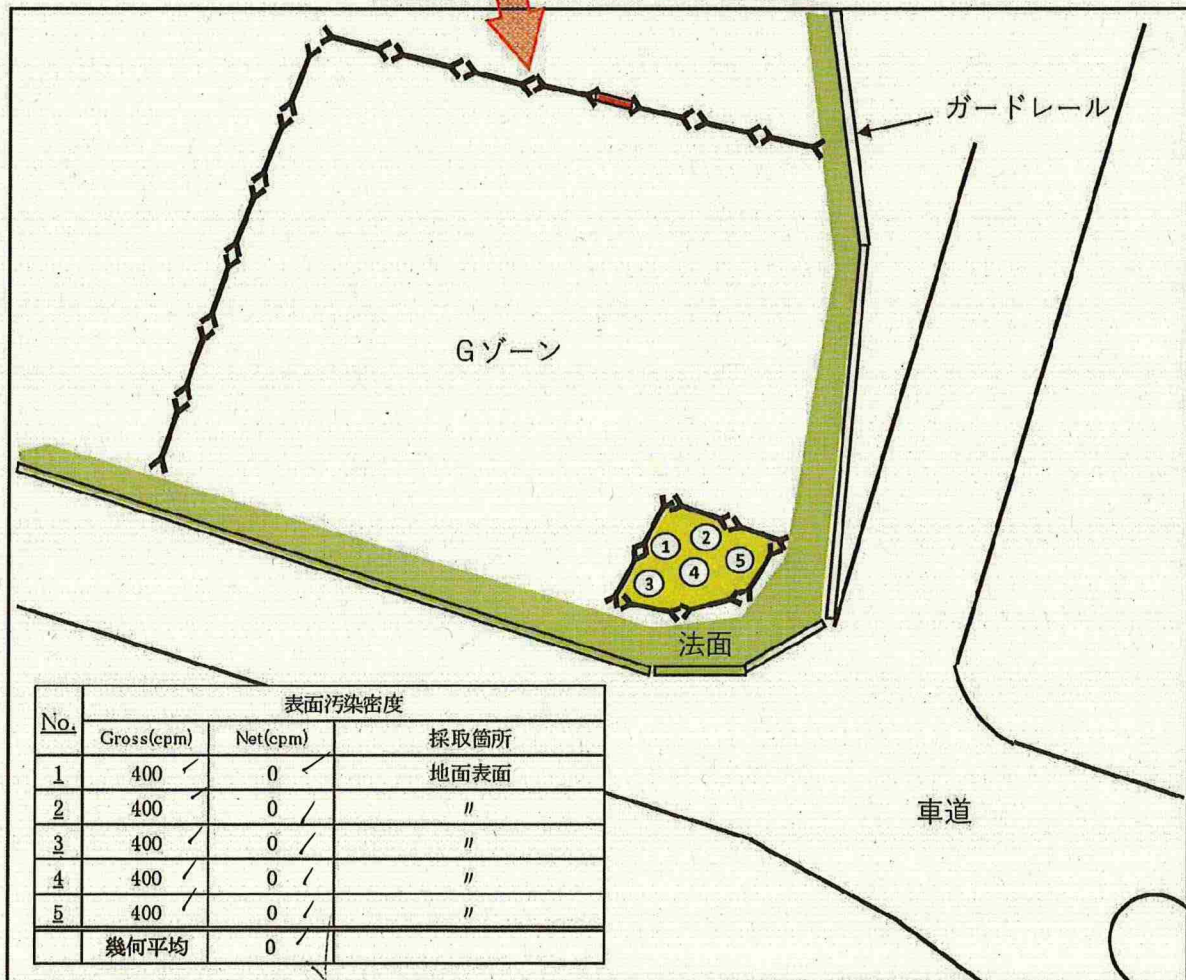 ガードレール
Gゾーン
1
2
5
4
3
法面
車道
No. 表面汚染密度
Gross(cpm) Net(cpm) 採取箇所
1 400 0 地面表面
2 400 0 〃
3 400 0 〃
4 400 0 〃
5 400 0 〃
幾何平均 0